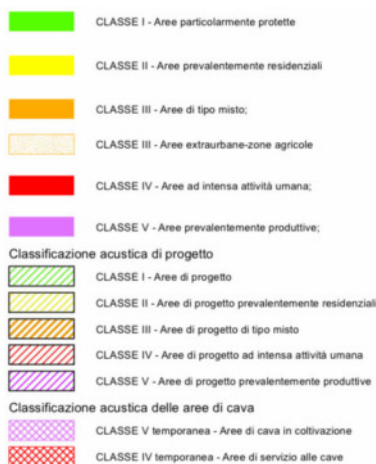 CLASSE I - Aree particolarmente protette
CLASSE II - Aree prevalentemente residenziali
CLASSE III - Aree di tipo misto;
CLASSE III - Aree extraurbane-zone agricole
CLASSE IV - Aree ad intensa attività umana;
CLASSE V - Aree prevalentemente produttive;
Classificazione acustica di progetto
CLASSE I - Aree di progetto
CLASSE II - Aree di progetto prevalentemente residenziali
CLASSE III - Aree di progetto di tipo misto
CLASSE IV - Aree di progetto ad intensa attività umana
CLASSE V - Aree di progetto prevalentemente produttive
Classificazione acustica delle aree di cava
CLASSE V temporanea - Aree di cava in coltivazione
CLASSE IV temporanea - Aree di servizio alle cave